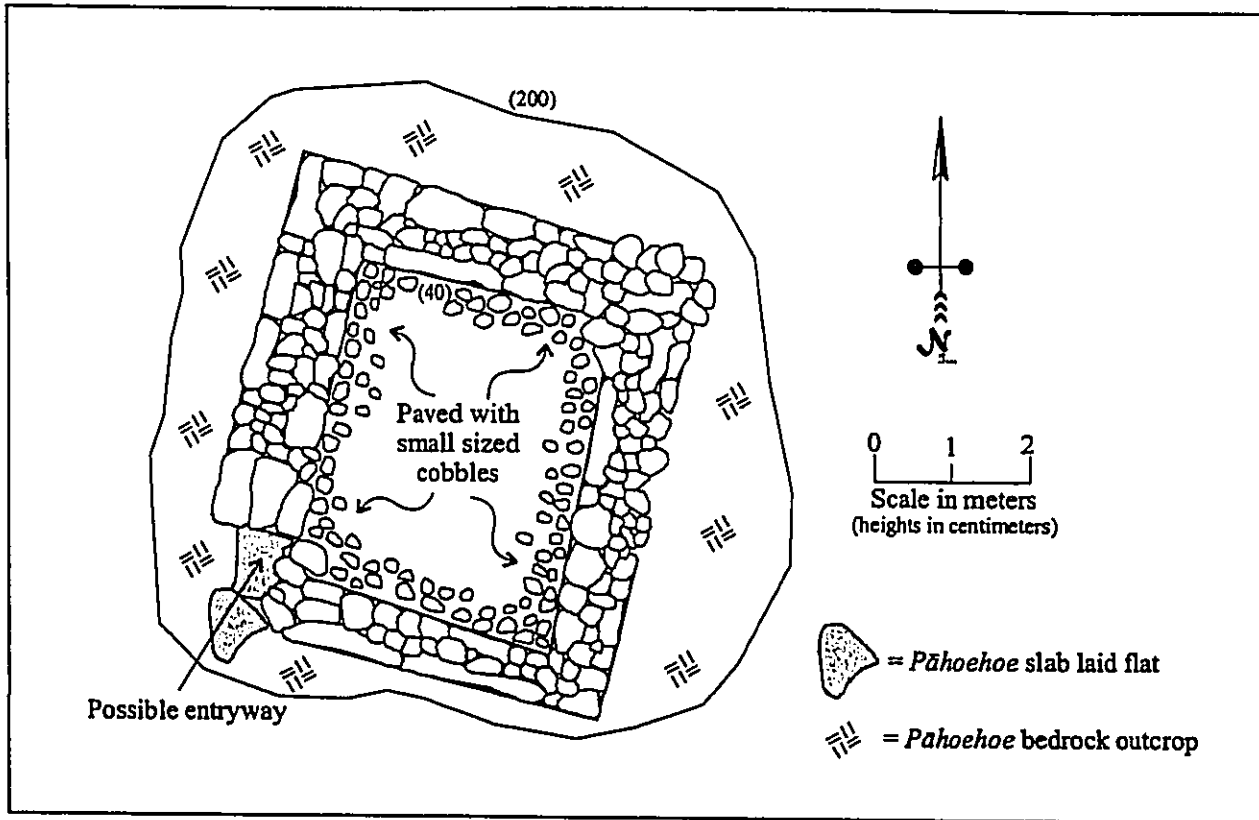 (200)
(40)
Paved with
small sized
cobbles
Possible entryway
N
0 1 2
Scale in meters
(heights in centimeters)
= Pāhoehoe slab laid flat
= Pāhoehoe bedrock outcrop